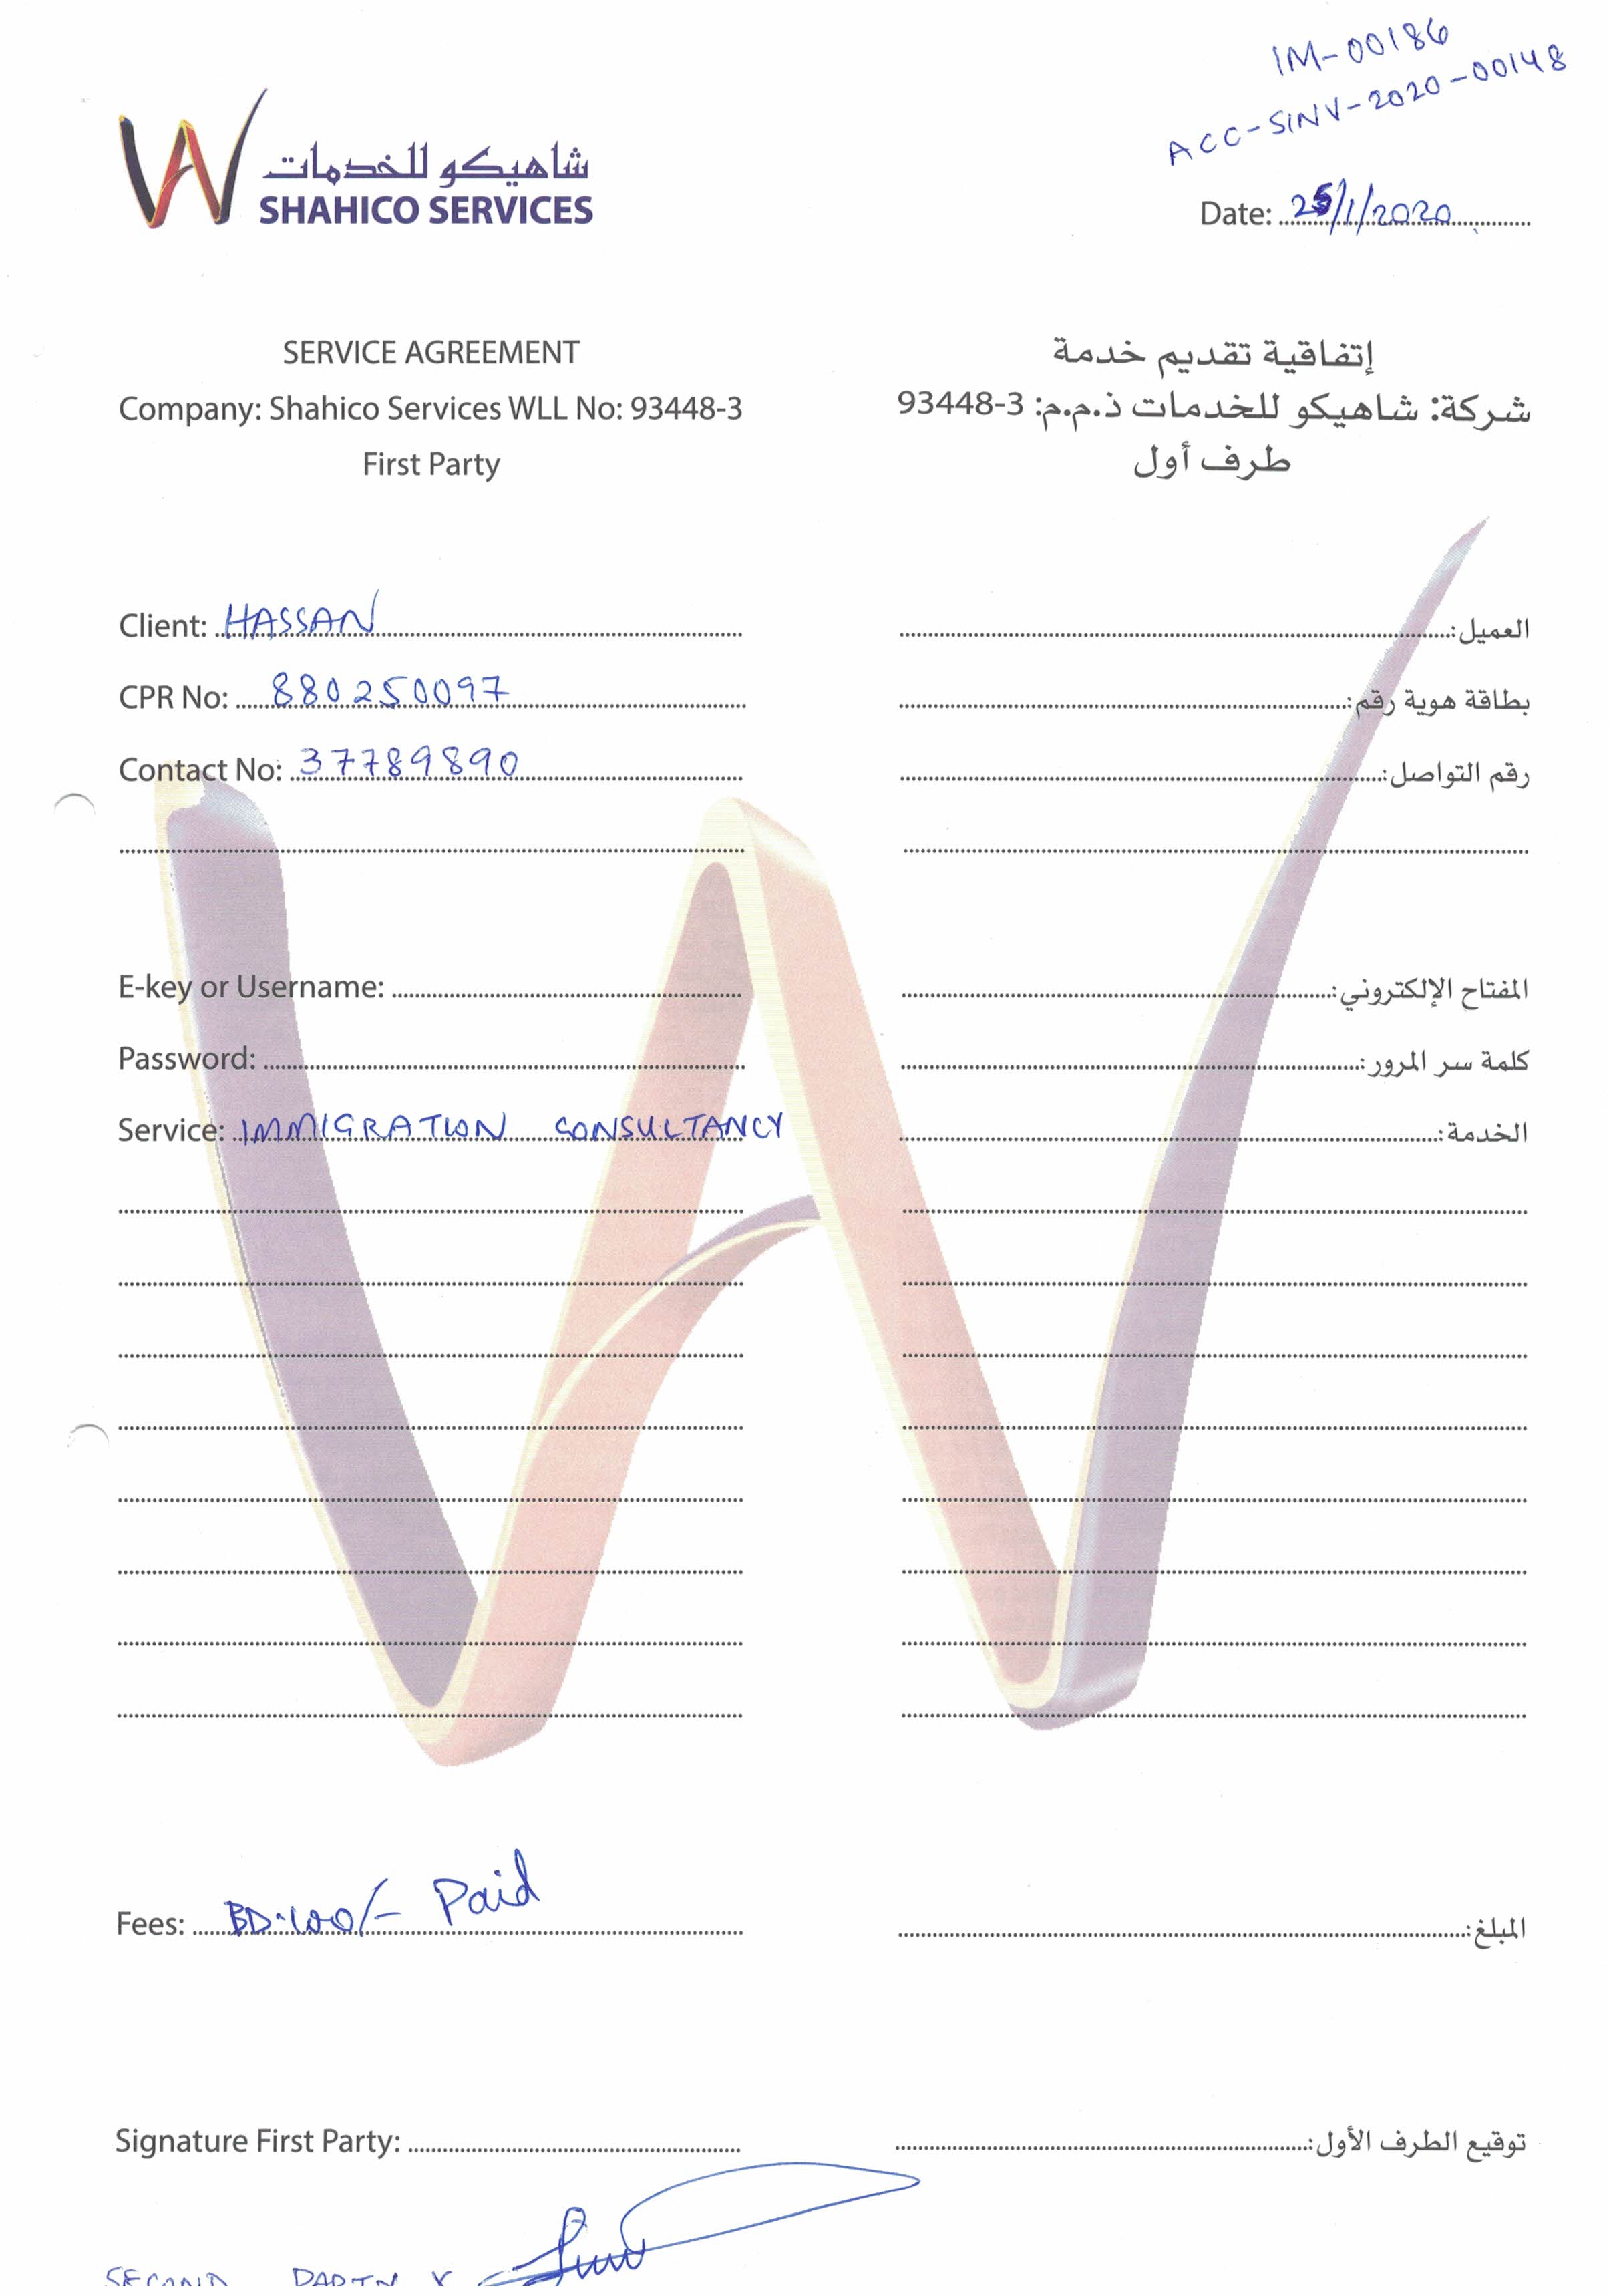 IM-00186
ACC-SINV-2020-00148
شاهيكو للخدمات
SHAHICO SERVICES
Date: 25/1/2020
SERVICE AGREEMENT
Company: Shahico Services WLL No: 93448-3
First Party
إتفاقية تقديم خدمة
شركة: شاهيكو للخدمات ذ.م.م: 3-93448
طرف أول
Client: HASSAN
العميل:
CPR No: 880250097
بطاقة هوية رقم:
Contact No: 37789890
رقم التواصل:
E-key or Username:
المفتاح الإلكتروني:
Password:
كلمة سر المرور:
Service: IMMIGRATION CONSULTANCY
الخدمة:
Fees: BD.100/- Paid
المبلغ:
Signature First Party:
توقيع الطرف الأول:
SECOND PARTY X